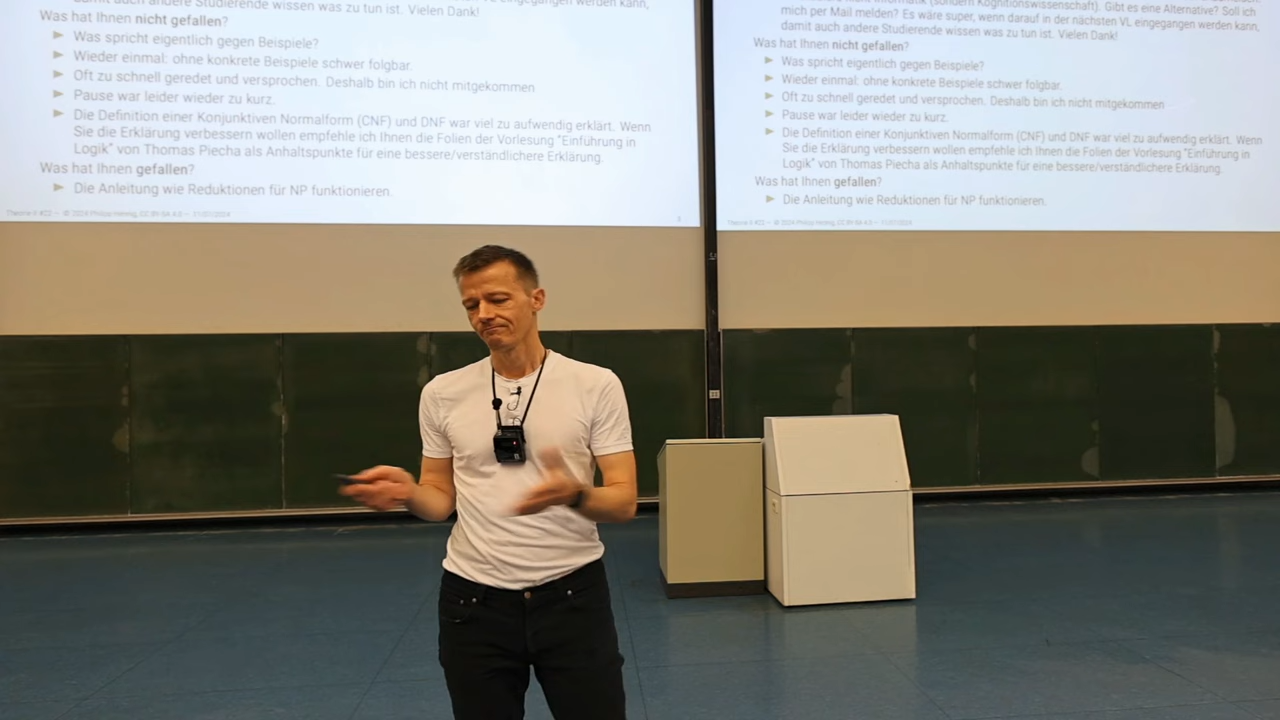 damit auch andere Studierende wissen was zu tun ist. Vielen Dank!
Was hat Ihnen nicht gefallen?
Was spricht eigentlich gegen Beispiele?
Wieder einmal: ohne konkrete Beispiele schwer folgbar.
Oft zu schnell geredet und versprochen. Deshalb bin ich nicht mitgekommen
Pause war leider wieder zu kurz.
Die Definition einer Konjunktiven Normalform (CNF) und DNF war viel zu aufwendig erklärt. Wenn
Sie die Erklärung verbessern wollen empfehle ich Ihnen die Folien der Vorlesung "Einführung in
Logik" von Thomas Piecha als Anhaltspunkte für eine bessere/verständlichere Erklärung.
Was hat Ihnen gefallen?
Die Anleitung wie Reduktionen für NP funktionieren.
(sondern Kognitionswissenschaft). Gibt es eine Alternative? Soll ich
mich per Mail melden? Es wäre super, wenn darauf in der nächsten VL eingegangen werden kann,
damit auch andere Studierende wissen was zu tun ist. Vielen Dank!
Was hat Ihnen nicht gefallen?
Was spricht eigentlich gegen Beispiele?
Wieder einmal: ohne konkrete Beispiele schwer folgbar.
Oft zu schnell geredet und versprochen. Deshalb bin ich nicht mitgekommen
Pause war leider wieder zu kurz.
Die Definition einer Konjunktiven Normalform (CNF) und DNF war viel zu aufwendig erklärt. Wenn
Sie die Erklärung verbessern wollen empfehle ich Ihnen die Folien der Vorlesung "Einführung in
Logik" von Thomas Piecha als Anhaltspunkte für eine bessere/verständlichere Erklärung.
Was hat Ihnen gefallen?
Die Anleitung wie Reduktionen für NP funktionieren.